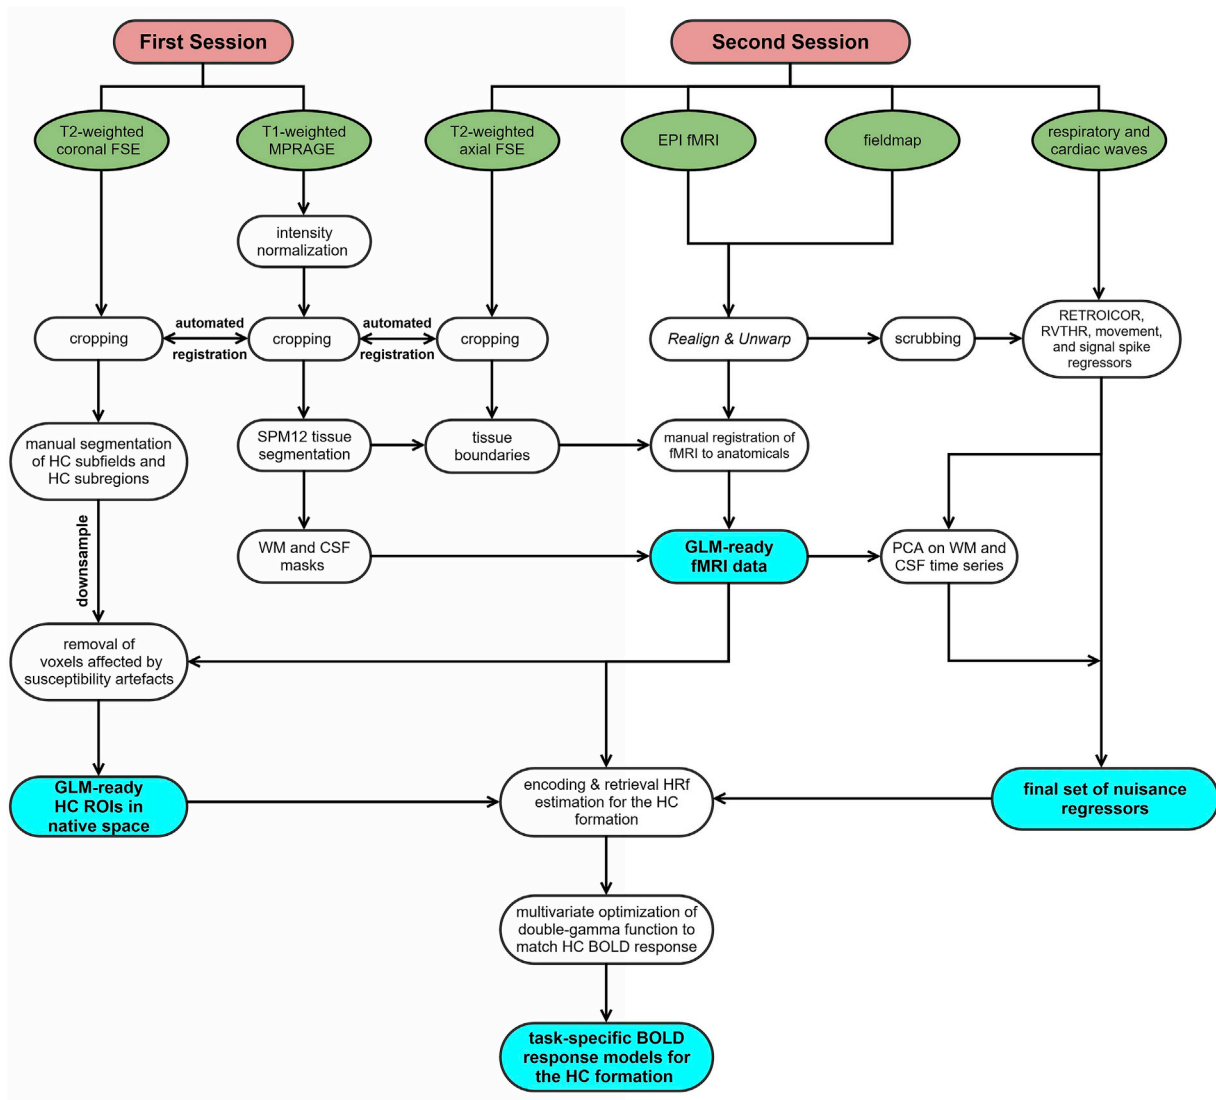 First Session
Second Session
T2-weighted
coronal FSE
T1-weighted
MPRAGE
T2-weighted
axial FSE
EPI fMRI
fieldmap
respiratory and
cardiac waves
intensity
normalization
cropping
automated
registration
cropping
automated
registration
cropping
Realign & Unwarp
scrubbing
RETROICOR,
RVTHR, movement,
and signal spike
regressors
manual segmentation
of HC subfields and
HC subregions
SPM12 tissue
segmentation
tissue
boundaries
manual registration of
fMRI to anatomicals
downsample
WM and CSF
masks
GLM-ready
fMRI data
PCA on WM and
CSF time series
removal of
voxels affected by
susceptibility artefacts
GLM-ready
HC ROIs in
native space
encoding & retrieval HRf
estimation for the HC
formation
final set of nuisance
regressors
multivariate optimization of
double-gamma function to
match HC BOLD response
task-specific BOLD
response models for
the HC formation